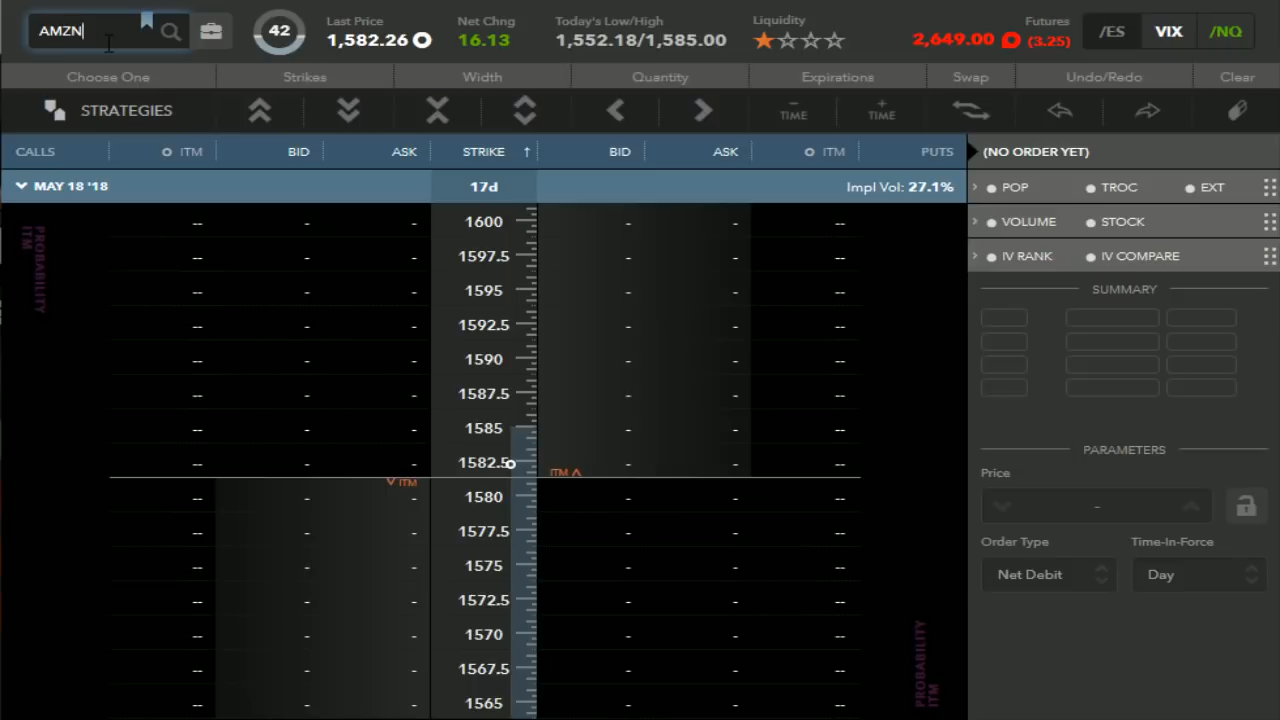 AMZN
42
Last Price
1,582.26
Net Chng
16.13
Today's Low/High
1,552.18/1,585.00
Liquidity
Futures
2,649.00 (3.25)
/ES VIX /NQ
Choose One Strikes Width Quantity Expirations Swap Undo/Redo Clear
STRATEGIES
− TIME
+ TIME
CALLS ITM BID ASK STRIKE ↑ BID ASK ITM PUTS
(NO ORDER YET)
MAY 18 '18 17d Impl Vol: 27.1%
POP TROC EXT
PROBABILITY ITM
-- - - 1600 - - --
VOLUME STOCK
-- - - 1597.5 - - --
IV RANK IV COMPARE
-- - - 1595 - - --
SUMMARY
-- - - 1592.5 - - --
-- - - 1590 - - --
-- - - 1587.5 - - --
-- - - 1585 - - --
PARAMETERS
-- - - 1582.5 - - --
ITM
ITM
Price
-- - - 1580 - - --
-
-- - - 1577.5 - - --
Order Type Time-In-Force
-- - - 1575 - - --
Net Debit Day
-- - - 1572.5 - - --
-- - - 1570 - - --
-- - - 1567.5 - - --
-- - - 1565 - - --
PROBABILITY ITM